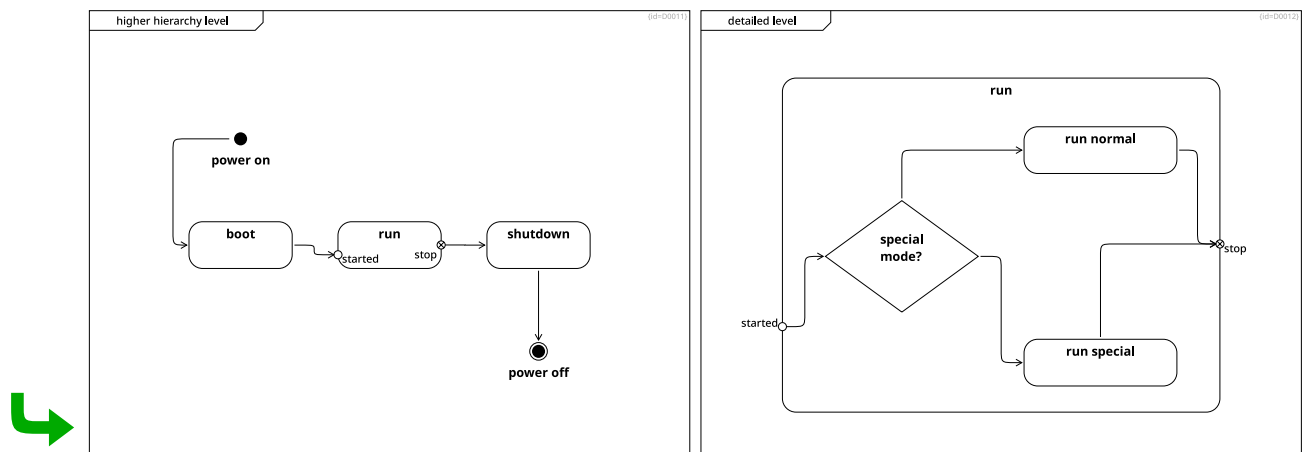 higher hierarchy level
{id=D0011}
power on
boot
run
started
stop
shutdown
power off
detailed level
{id=D0012}
run
run normal
special
mode?
stop
started
run special